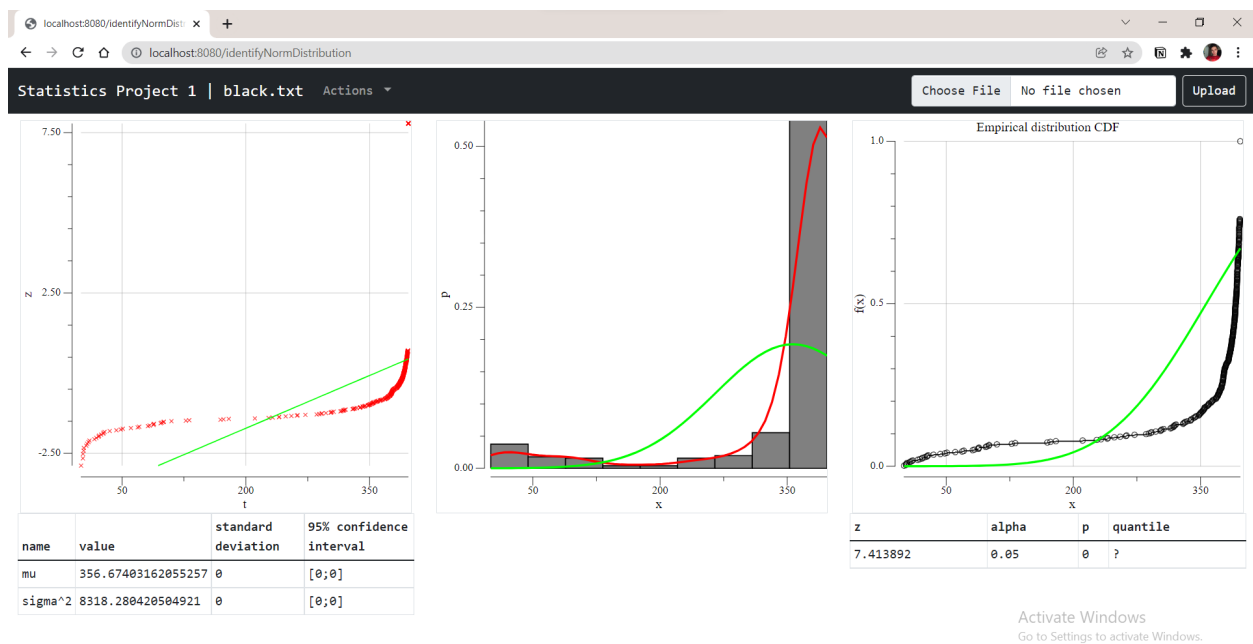 localhost:8080/identifyNormDist
localhost:8080/identifyNormDistribution
Statistics Project 1 | black.txt Actions Choose File No file chosen Upload
7.50
2.50
-2.50
z
50 200 350
t
0.50
0.25
0.00
p
50 200 350
x
Empirical distribution CDF
1.0
0.5
0.0
f(x)
50 200 350
x
name value standard deviation 95% confidence interval
mu 356.67403162055257 0 [0;0]
sigma^2 8318.280420504921 0 [0;0]
z alpha p quantile
7.413892 0.05 0 ?
Activate Windows
Go to Settings to activate Windows.